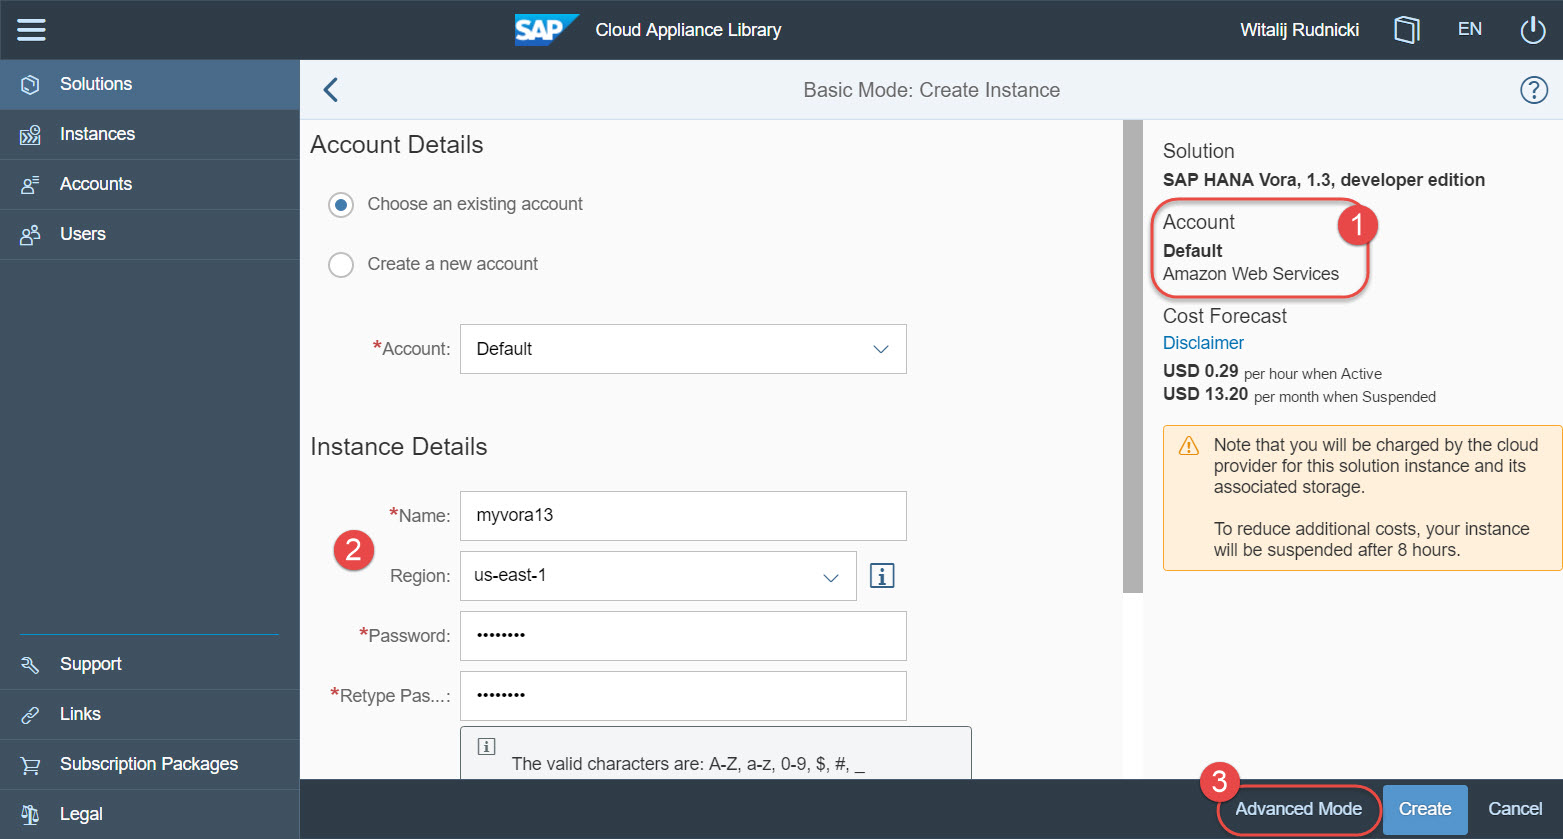 SAP Cloud Appliance Library
Witalij Rudnicki
EN
Solutions
Instances
Accounts
Users
Support
Links
Subscription Packages
Legal
Basic Mode: Create Instance
?
Account Details
Choose an existing account
Create a new account
*Account: Default
Instance Details
*Name: myvora13
2
Region: us-east-1
i
*Password: ••••••••
*Retype Pas...: ••••••••
i
The valid characters are: A-Z, a-z, 0-9, $, #, _
Solution
SAP HANA Vora, 1.3, developer edition
Account
1
Default
Amazon Web Services
Cost Forecast
Disclaimer
USD 0.29 per hour when Active
USD 13.20 per month when Suspended
Note that you will be charged by the cloud
provider for this solution instance and its
associated storage.
To reduce additional costs, your instance
will be suspended after 8 hours.
3
Advanced Mode
Create
Cancel